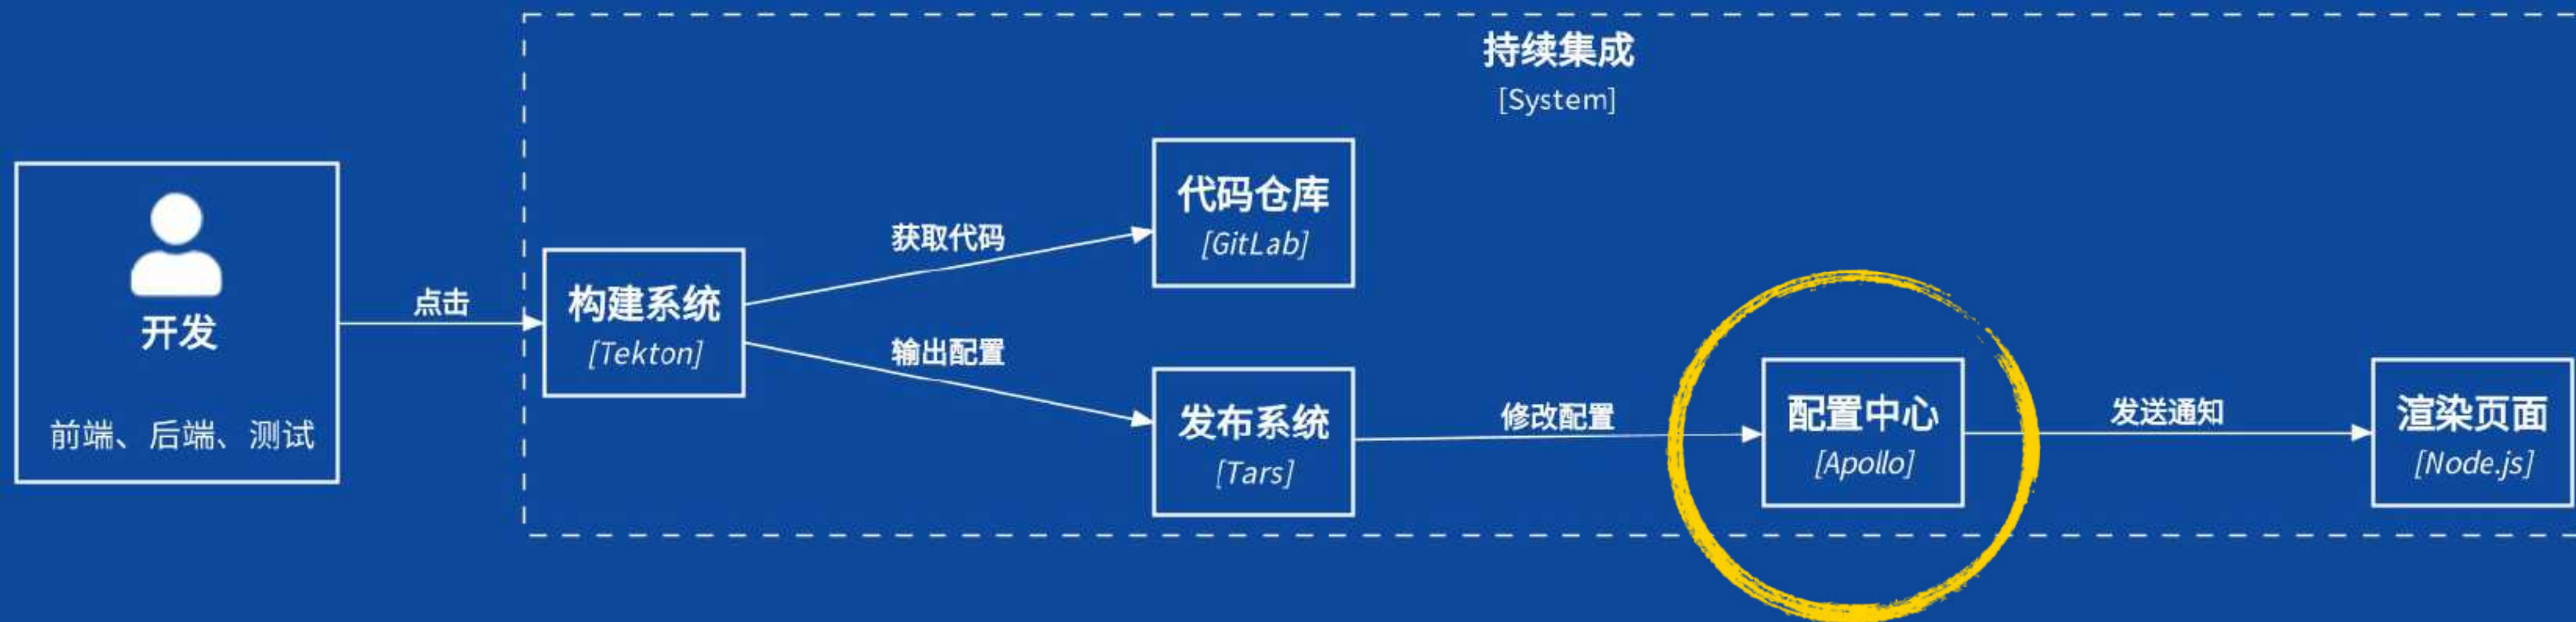 持续集成
[System]
开发
前端、后端、测试
点击
构建系统
[Tekton]
获取代码
代码仓库
[GitLab]
输出配置
发布系统
[Tars]
修改配置
配置中心
[Apollo]
发送通知
渲染页面
[Node.js]